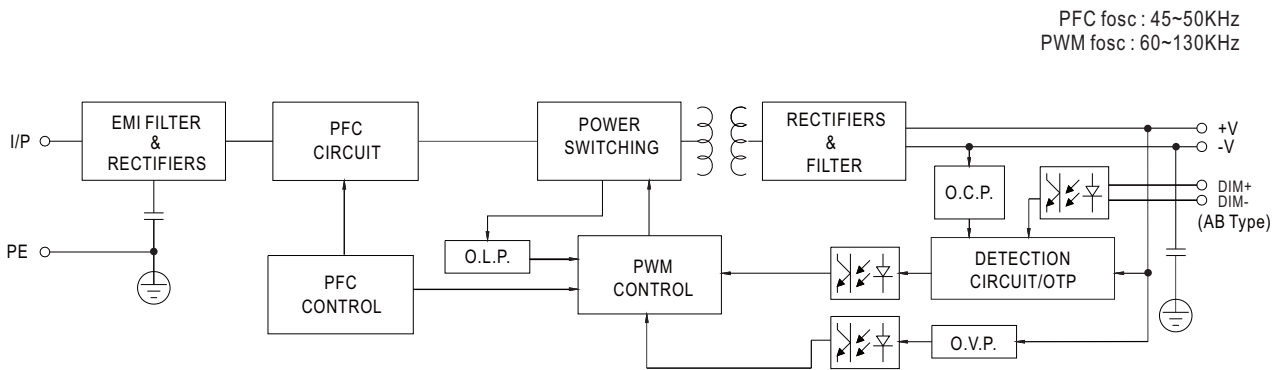 PFC fosc : 45~50KHz
PWM fosc : 60~130KHz
I/P
EMI FILTER
&
RECTIFIERS
PFC
CIRCUIT
POWER
SWITCHING
RECTIFIERS
&
FILTER
+V
-V
O.C.P.
DIM+
DIM-
(AB Type)
PE
O.L.P.
PFC
CONTROL
PWM
CONTROL
DETECTION
CIRCUIT/OTP
O.V.P.